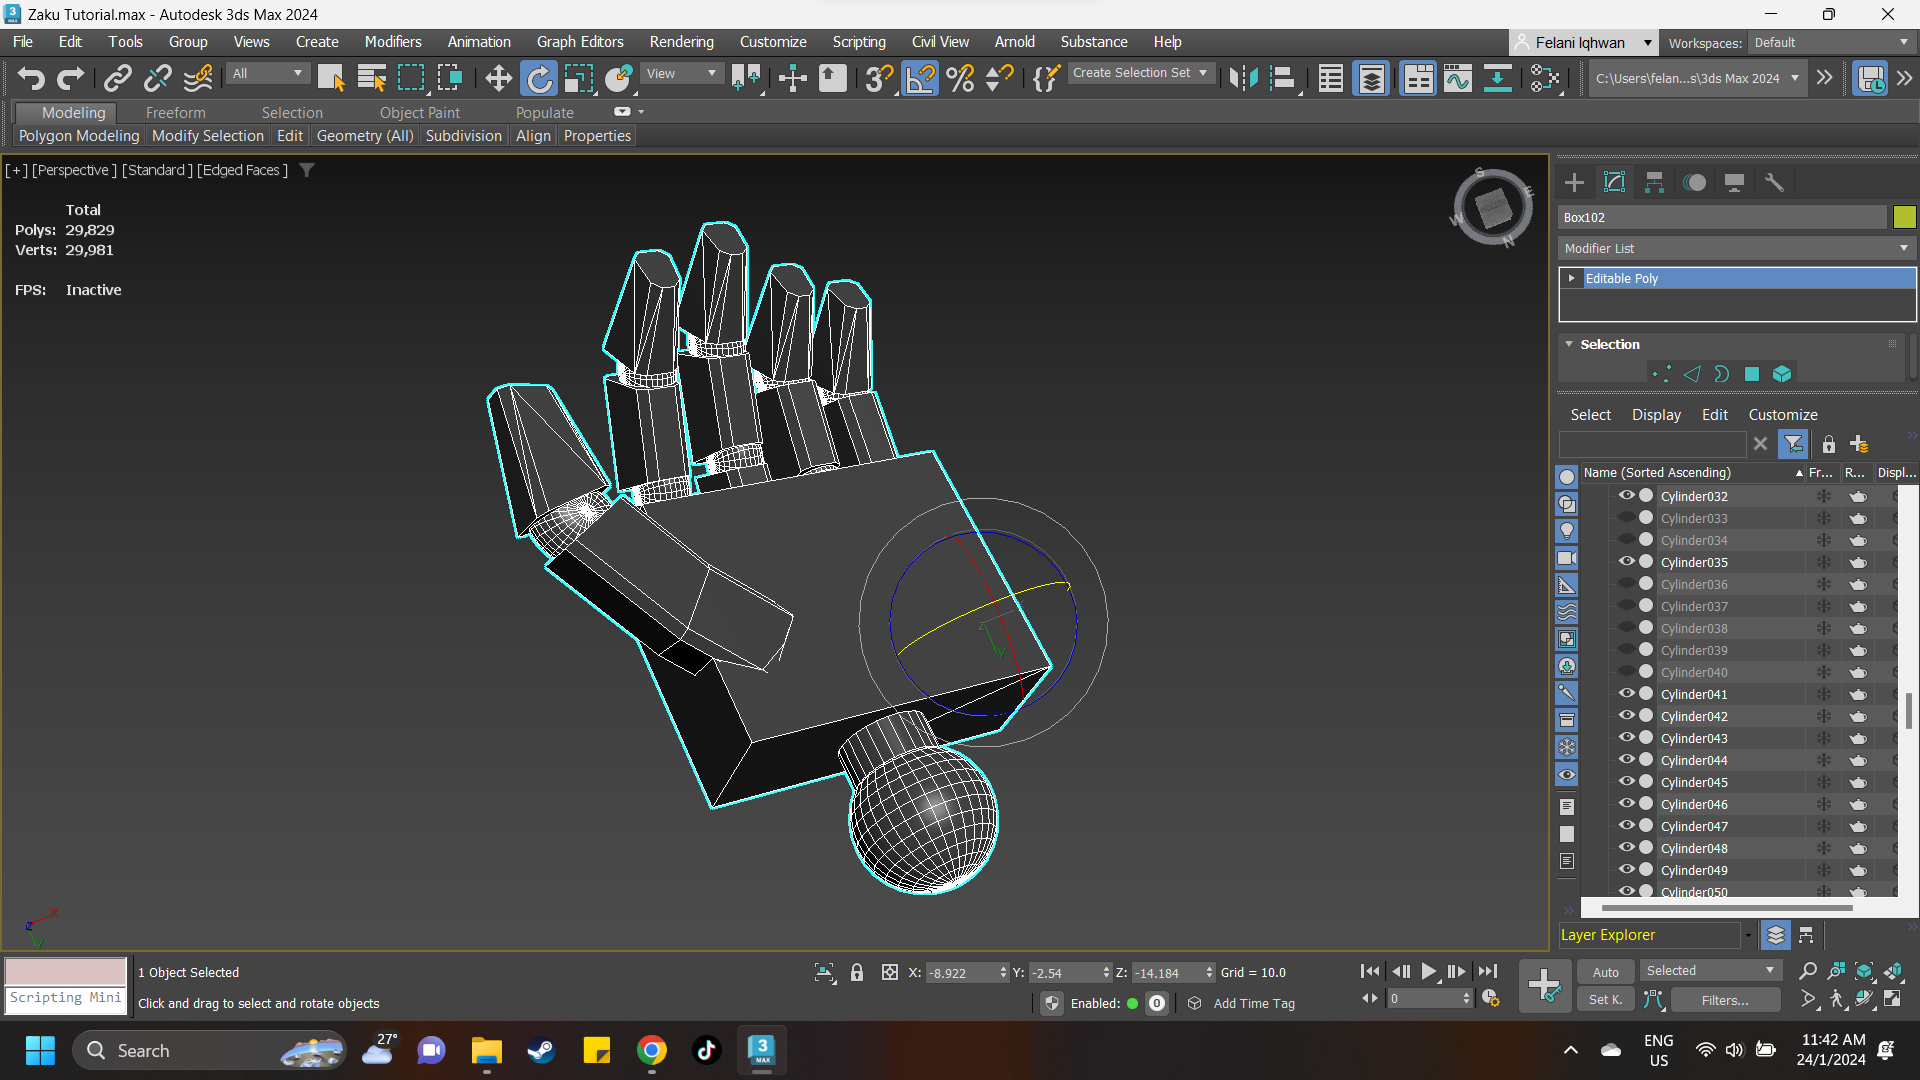 Zaku Tutorial.max - Autodesk 3ds Max 2024
File Edit Tools Group Views Create Modifiers Animation Graph Editors Rendering Customize Scripting Civil View Arnold Substance Help
Felani Iqhwan Workspaces: Default
All View Create Selection Set C:\Users\felan...s\3ds Max 2024
Modeling Freeform Selection Object Paint Populate
Polygon Modeling Modify Selection Edit Geometry (All) Subdivision Align Properties
[+] [Perspective ] [Standard ] [Edged Faces ]
Total
Polys: 29,829
Verts: 29,981
FPS: Inactive
S
E
W
N
BOTTOM
z
y
x
y
Box102
Modifier List
Editable Poly
Selection
Select Display Edit Customize
Name (Sorted Ascending) Fr... R... Displ...
Cylinder032
Cylinder033
Cylinder034
Cylinder035
Cylinder036
Cylinder037
Cylinder038
Cylinder039
Cylinder040
Cylinder041
Cylinder042
Cylinder043
Cylinder044
Cylinder045
Cylinder046
Cylinder047
Cylinder048
Cylinder049
Cylinder050
Layer Explorer
Scripting Mini
1 Object Selected
Click and drag to select and rotate objects
X: -8.922 Y: -2.54 Z: -14.184 Grid = 10.0
Enabled: 0 Add Time Tag
0
Auto Selected
Set K. Filters...
Search
27°
3
MAX
ENG
US
11:42 AM
24/1/2024